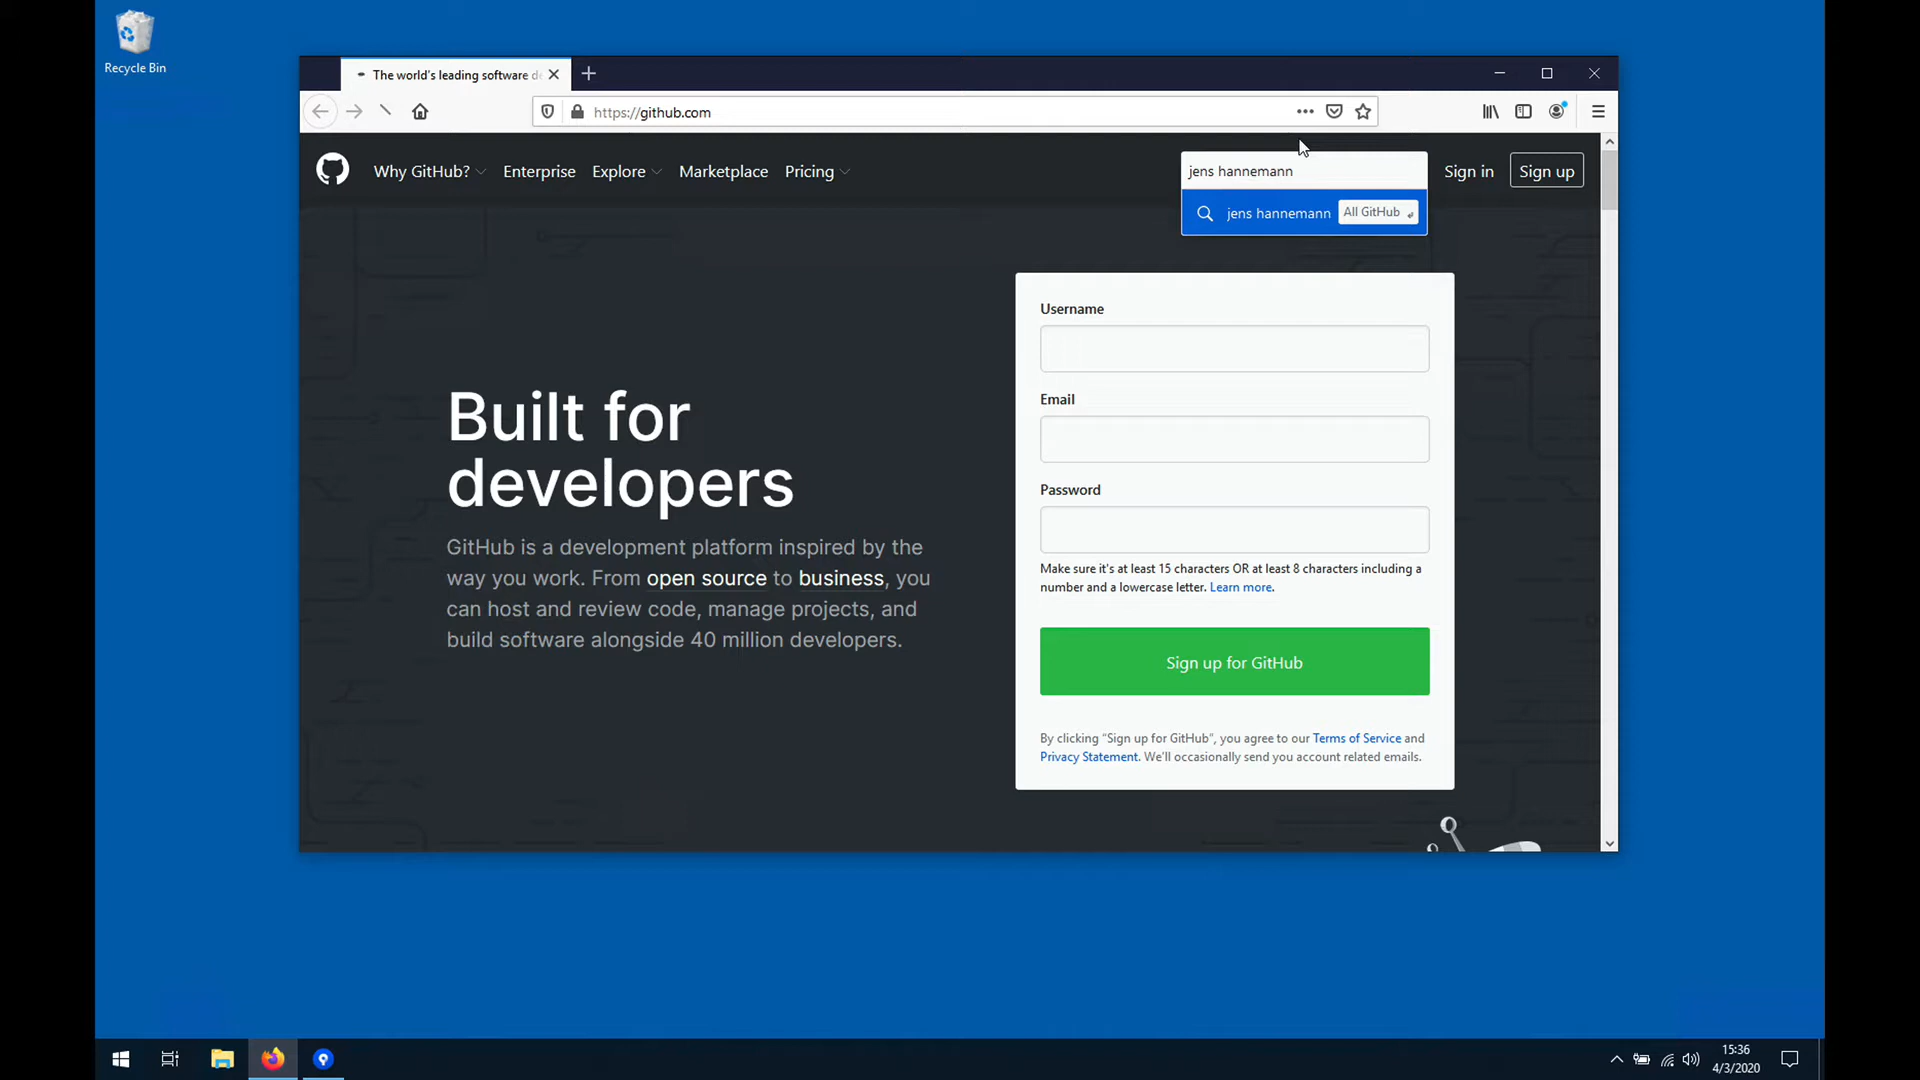 Recycle Bin
The world's leading software de
https://github.com
Why GitHub?
Enterprise
Explore
Marketplace
Pricing
jens hannemann
Sign in
Sign up
jens hannemann
All GitHub
Username
Email
Built for
developers
Password
GitHub is a development platform inspired by the
way you work. From open source to business, you
can host and review code, manage projects, and
build software alongside 40 million developers.
Make sure it's at least 15 characters OR at least 8 characters including a
number and a lowercase letter. Learn more.
Sign up for GitHub
By clicking “Sign up for GitHub”, you agree to our Terms of Service and
Privacy Statement. We'll occasionally send you account related emails.
15:36
4/3/2020